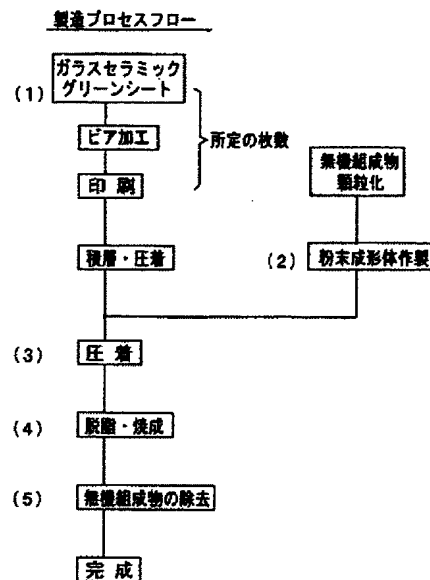 製造プロセスフロー
(1)
ガラスセラミック
グリーンシート
ビア加工
所定の枚数
印刷
無機組成物
顆粒化
積層・圧着
(2)
粉末成形体作製
(3)
圧着
(4)
脱脂・焼成
(5)
無機組成物の除去
完成